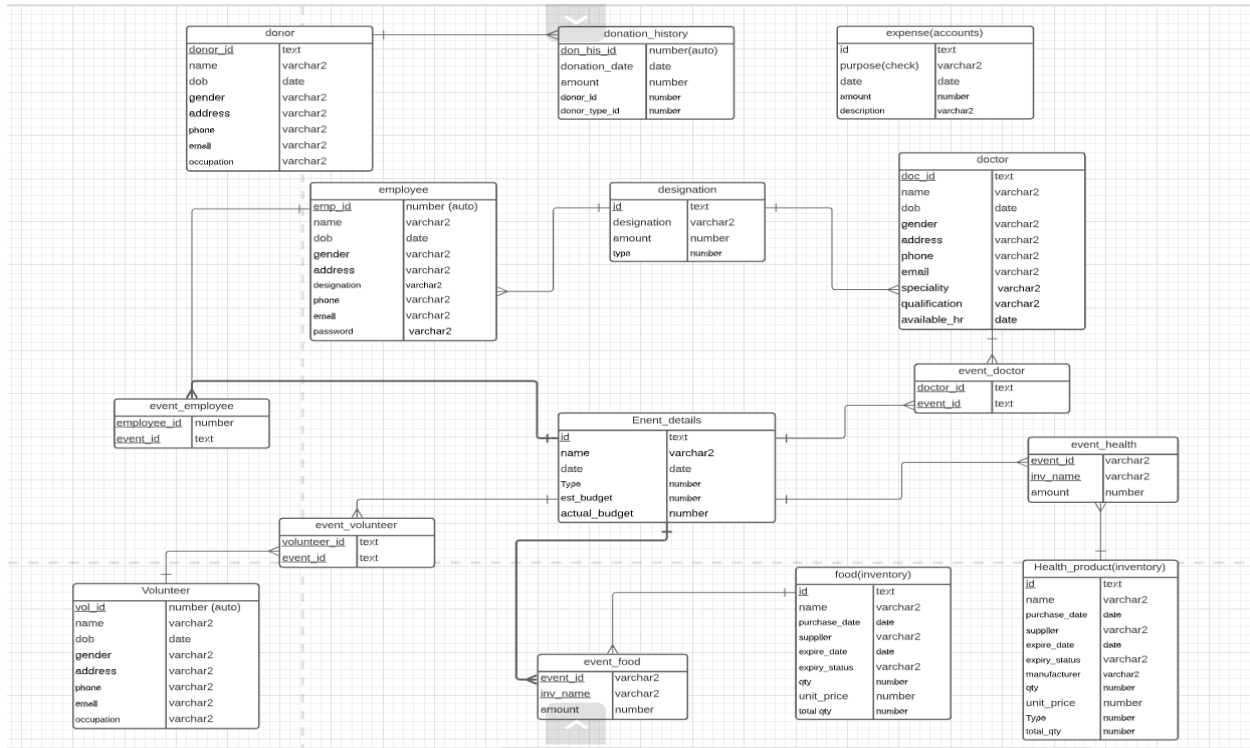 donor
donor_id text
name varchar2
dob date
gender varchar2
address varchar2
phone varchar2
email varchar2
occupation varchar2
donation_history
don_his_id number(auto)
donation_date date
amount number
donor_id number
donor_type_id number
expense(accounts)
id text
purpose(check) varchar2
date date
amount number
description varchar2
employee
emp_id number (auto)
name varchar2
dob date
gender varchar2
address varchar2
designation varchar2
phone varchar2
email varchar2
password varchar2
designation
id text
designation varchar2
amount number
type number
doctor
doc_id text
name varchar2
dob date
gender varchar2
address varchar2
phone varchar2
email varchar2
speciality varchar2
qualification varchar2
available_hr date
event_doctor
doctor_id text
event_id text
event_employee
employee_id number
event_id text
Enent_details
id text
name varchar2
date date
Type number
est_budget number
actual_budget number
event_health
event_id varchar2
inv_name varchar2
amount number
event_volunteer
volunteer_id text
event_id text
Volunteer
vol_id number (auto)
name varchar2
dob date
gender varchar2
address varchar2
phone varchar2
email varchar2
occupation varchar2
event_food
event_id varchar2
inv_name varchar2
amount number
food(inventory)
id text
name varchar2
purchase_date date
supplier varchar2
expire_date date
expiry_status varchar2
qty number
unit_price number
total qty number
Health_product(inventory)
id text
name varchar2
purchase_date date
supplier varchar2
expire_date date
expiry_status varchar2
manufacturer varchar2
qty number
unit_price number
Type number
total_qty number